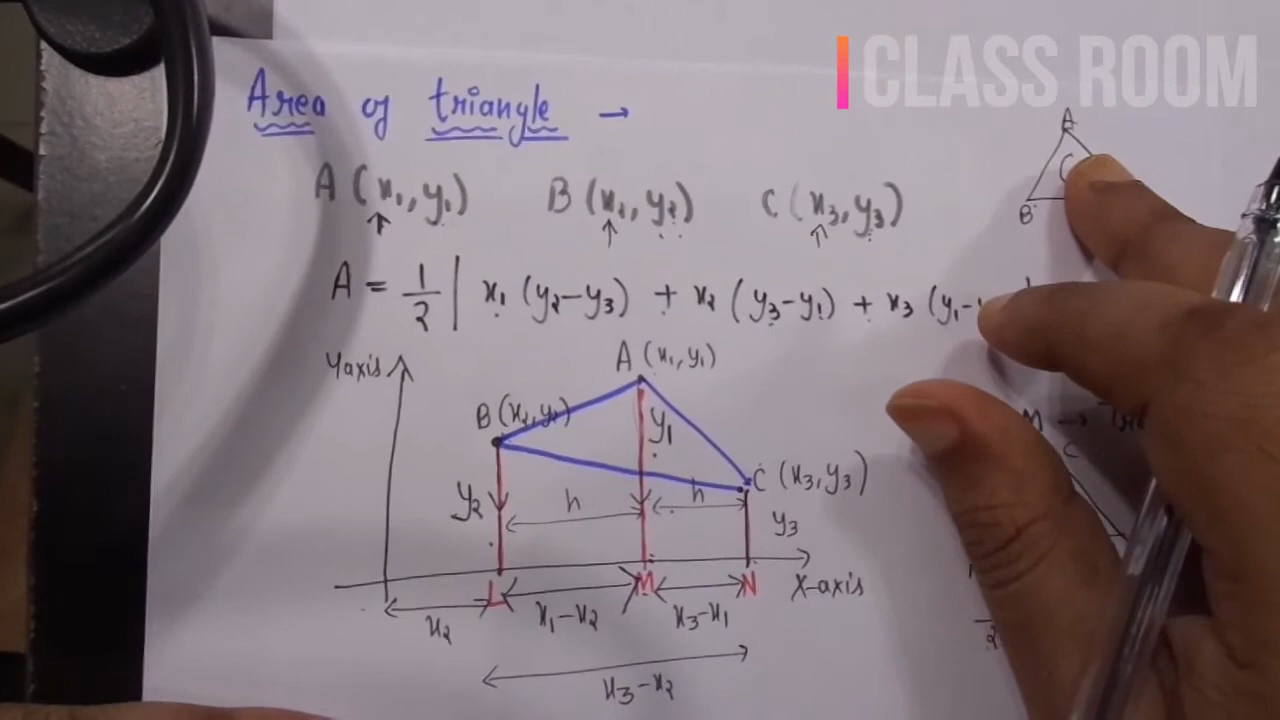 CLASS ROOM
Area of triangle →
A (x₁, y₁) B (x₂, y₂) C (x₃, y₃)
A = 1/2 | x₁ (y₂-y₃) + x₂ (y₃-y₁) + x₃ (y₁-
A
B
C
Yaxis
A (x₁, y₁)
B (x₂, y₂)
y₁
C (x₃, y₃)
y₂ h h y₃
L M N X-axis
x₂ x₁-x₂ x₃-x₁
x₃-x₂